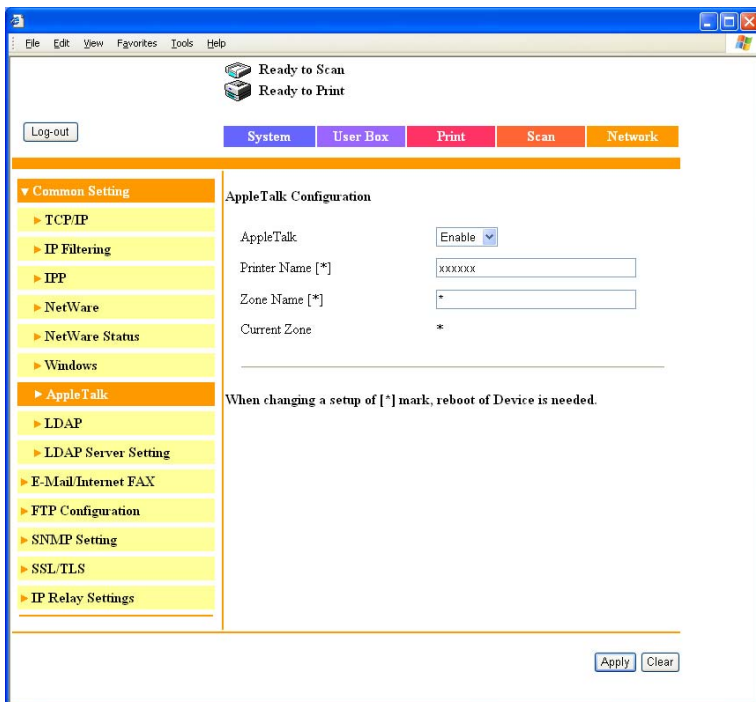 File Edit View Favorites Tools Help
Ready to Scan
Ready to Print
Log-out
System User Box Print Scan Network
Common Setting
TCP/IP
IP Filtering
IPP
NetWare
NetWare Status
Windows
AppleTalk
LDAP
LDAP Server Setting
E-Mail/Internet FAX
FTP Configuration
SNMP Setting
SSL/TLS
IP Relay Settings
AppleTalk Configuration
AppleTalk Enable
Printer Name [*] xxxxxx
Zone Name [*] *
Current Zone *
When changing a setup of [*] mark, reboot of Device is needed.
Apply Clear